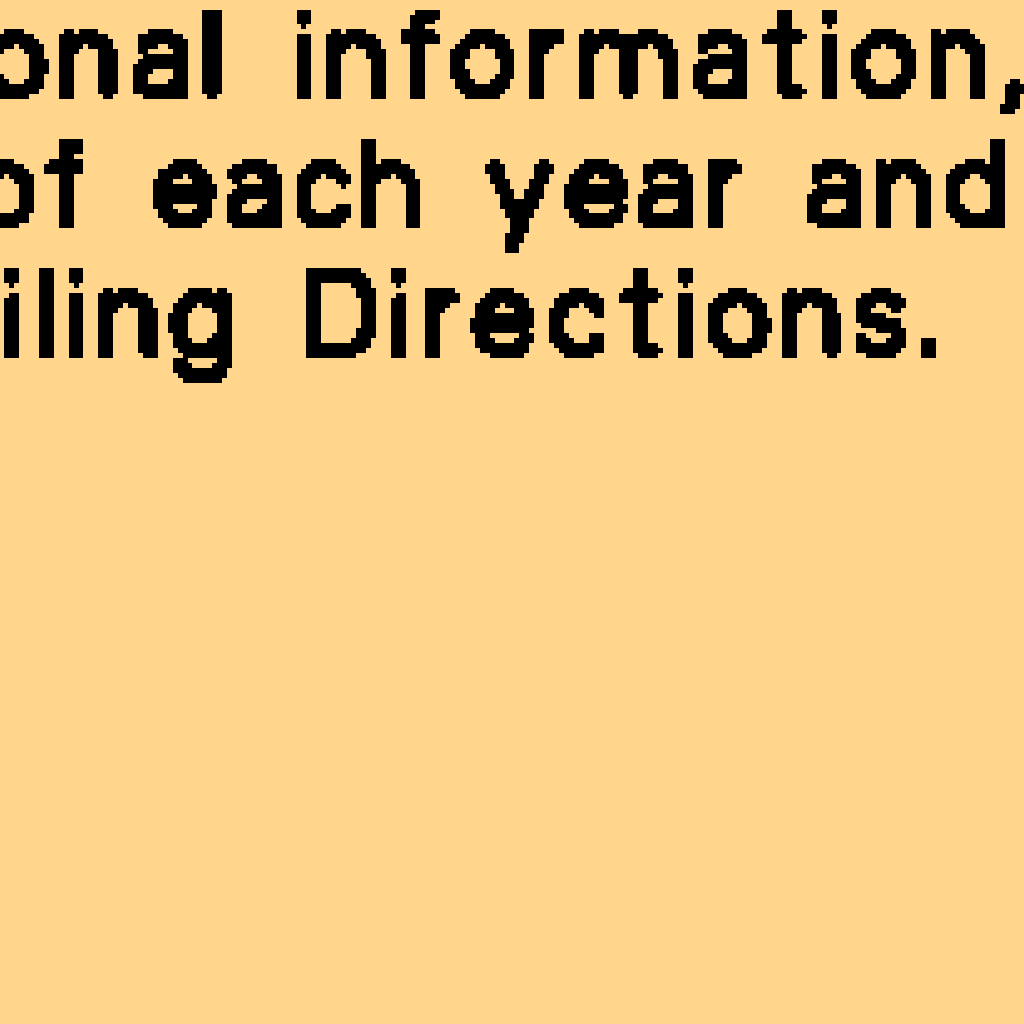 onal information,
of each year and
iling Directions.